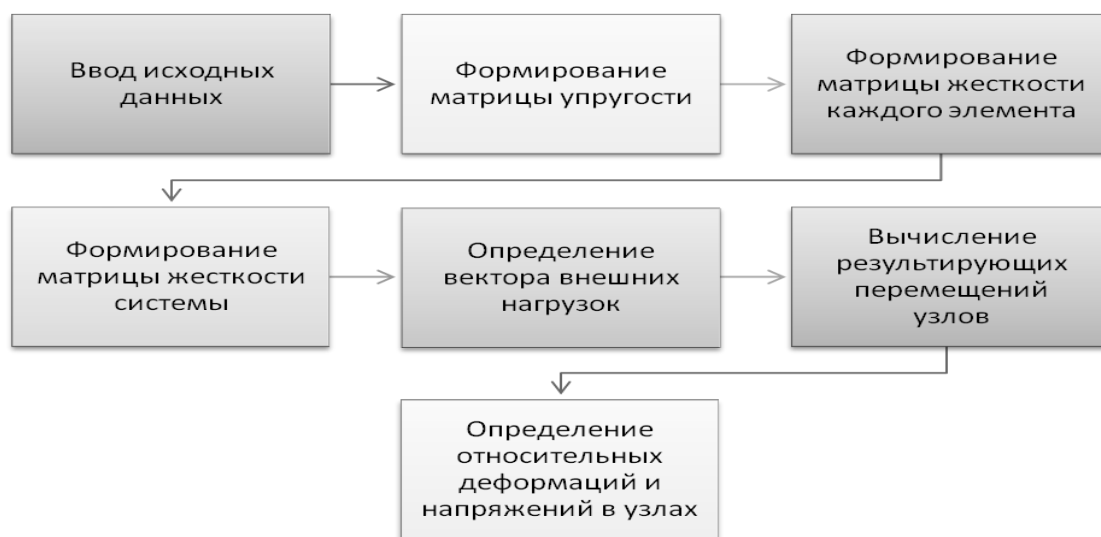 Ввод исходных
данных
Формирование
матрицы упругости
Формирование
матрицы жесткости
каждого элемента
Формирование
матрицы жесткости
системы
Определение
вектора внешних
нагрузок
Вычисление
результирующих
перемещений
узлов
Определение
относительных
деформаций и
напряжений в узлах